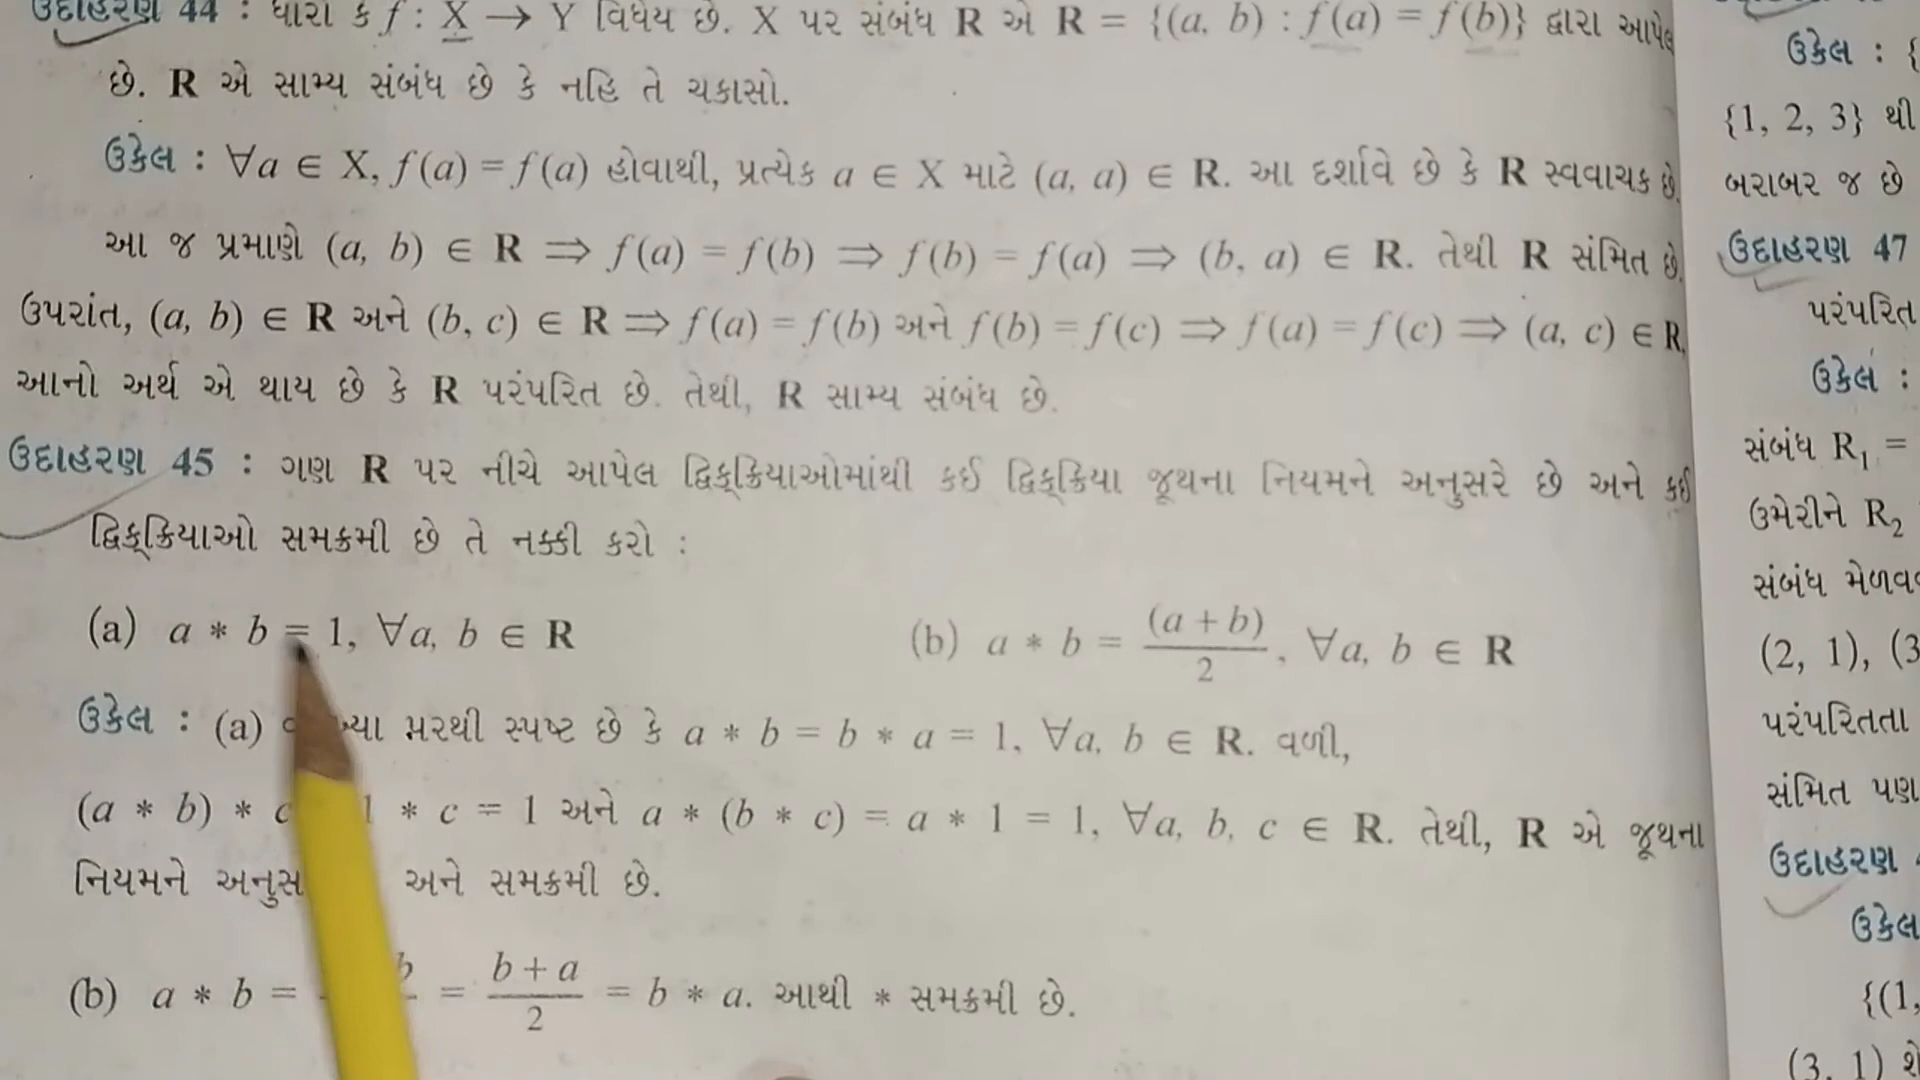 ઉદાહરણ 44 : ધારો કે f : X → Y વિધેય છે. X પર સંબંધ R એ R = {(a, b) : f(a) = f(b)} દ્વારા આપેલ
છે. R એ સામ્ય સંબંધ છે કે નહિ તે ચકાસો.
ઉકેલ : ∀a ∈ X, f(a) = f(a) હોવાથી, પ્રત્યેક a ∈ X માટે (a, a) ∈ R. આ દર્શાવે છે કે R સ્વવાચક છે.
આ જ પ્રમાણે (a, b) ∈ R ⇒ f(a) = f(b) ⇒ f(b) = f(a) ⇒ (b, a) ∈ R. તેથી R સંમિત છે.
ઉપરાંત, (a, b) ∈ R અને (b, c) ∈ R ⇒ f(a) = f(b) અને f(b) = f(c) ⇒ f(a) = f(c) ⇒ (a, c) ∈ R.
આનો અર્થ એ થાય છે કે R પરંપરિત છે. તેથી, R સામ્ય સંબંધ છે.
ઉદાહરણ 45 : ગણ R પર નીચે આપેલ દ્વિક્ક્રિયાઓમાંથી કઈ દ્વિક્ક્રિયા જૂથના નિયમને અનુસરે છે અને કઈ
દ્વિક્ક્રિયાઓ સમક્રમી છે તે નક્કી કરો :
(a) a * b = 1, ∀a, b ∈ R (b) a * b = (a + b)/2, ∀a, b ∈ R
ઉકેલ : (a) પરથી સ્પષ્ટ છે કે a * b = b * a = 1, ∀a, b ∈ R. વળી,
(a * b) * c * c = 1 અને a * (b * c) = a * 1 = 1, ∀a, b, c ∈ R. તેથી, R એ જૂથના
નિયમને અને સમક્રમી છે.
(b) a * b = = b + a/2 = b * a. આથી * સમક્રમી છે.
ઉકેલ : {
{1, 2, 3} થી
બરાબર જ છે
ઉદાહરણ 47
પરંપરિત
ઉકેલ :
સંબંધ R₁ =
ઉમેરીને R₂
સંબંધ
(2, 1), (3
પરંપરિતતા
સંમિત પણ
ઉદાહરણ
ઉકેલ
{(1,
(3, 1)